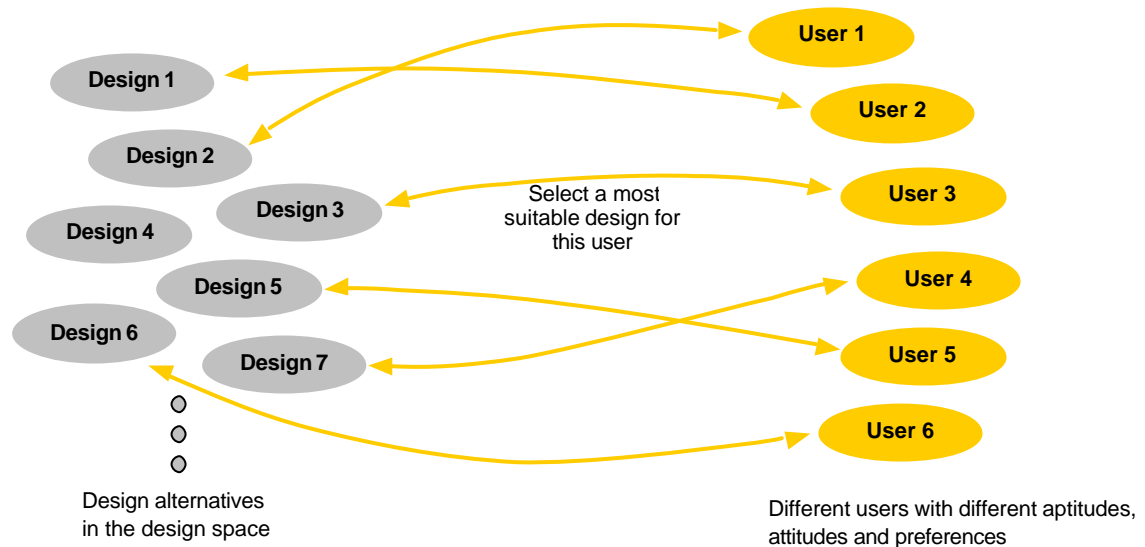 User 1
Design 1
User 2
Design 2
Select a most
suitable design for
this user
User 3
Design 3
Design 4
User 4
Design 5
Design 6
User 5
Design 7
User 6
Design alternatives
in the design space
Different users with different aptitudes,
attitudes and preferences